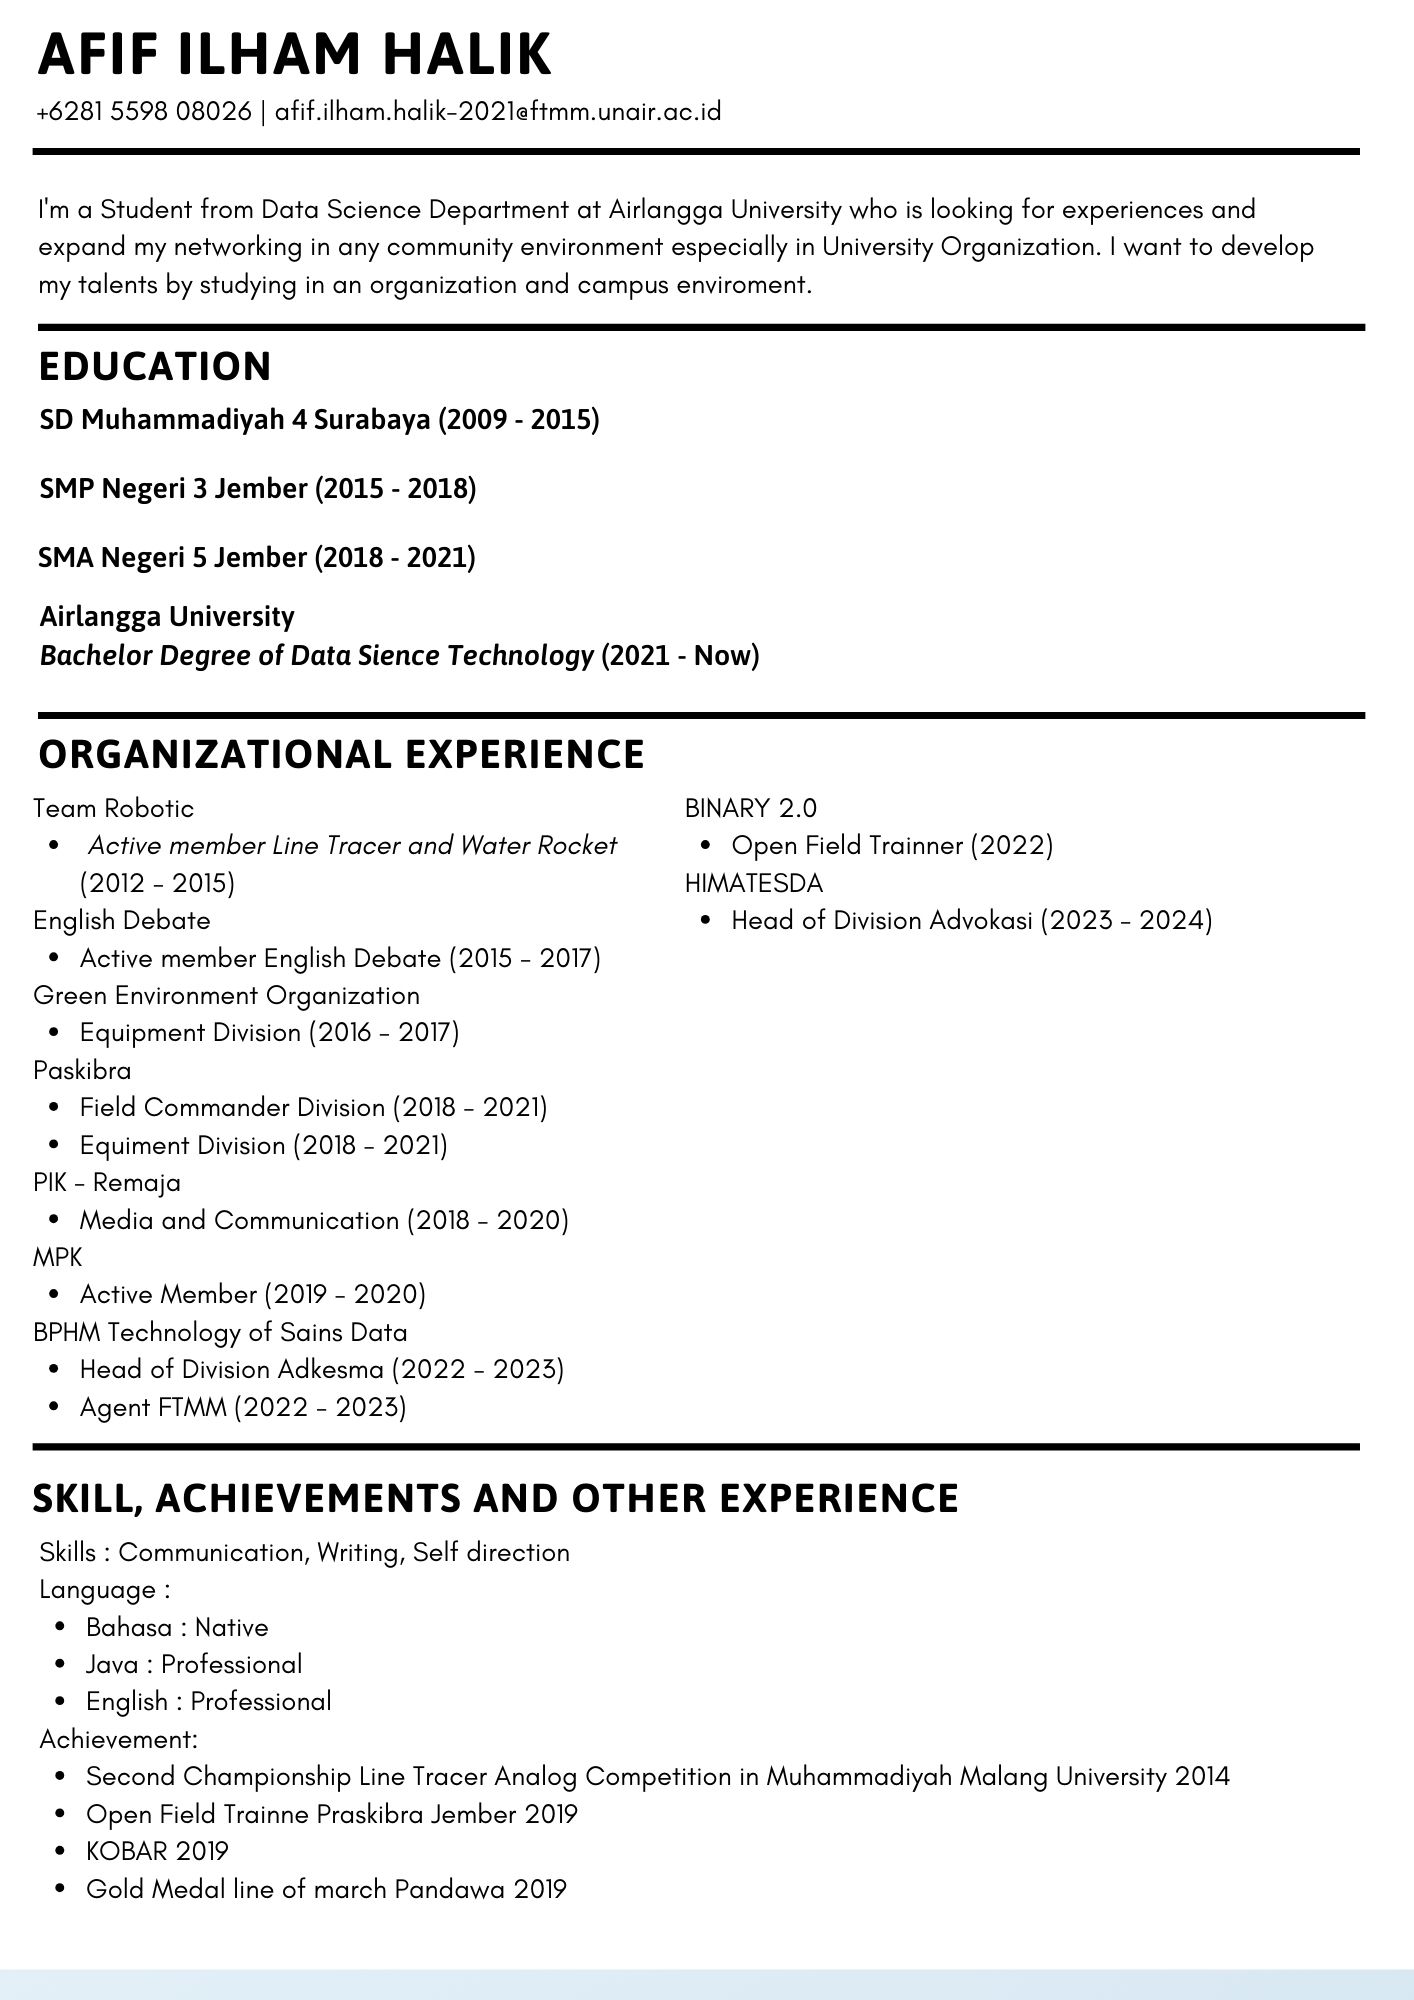 AFIF ILHAM HALIK
+6281 5598 08026 | afif.ilham.halik-2021@ftmm.unair.ac.id
I'm a Student from Data Science Department at Airlangga University who is looking for experiences and
expand my networking in any community environment especially in University Organization. I want to develop
my talents by studying in an organization and campus enviroment.
EDUCATION
SD Muhammadiyah 4 Surabaya (2009 - 2015)
SMP Negeri 3 Jember (2015 - 2018)
SMA Negeri 5 Jember (2018 - 2021)
Airlangga University
Bachelor Degree of Data Sience Technology (2021 - Now)
ORGANIZATIONAL EXPERIENCE
Team Robotic
• Active member Line Tracer and Water Rocket
(2012 - 2015)
English Debate
• Active member English Debate (2015 - 2017)
Green Environment Organization
• Equipment Division (2016 - 2017)
Paskibra
• Field Commander Division (2018 - 2021)
• Equiment Division (2018 - 2021)
PIK - Remaja
• Media and Communication (2018 - 2020)
MPK
• Active Member (2019 - 2020)
BPHM Technology of Sains Data
• Head of Division Adkesma (2022 - 2023)
• Agent FTMM (2022 - 2023)
BINARY 2.0
• Open Field Trainner (2022)
HIMATESDA
• Head of Division Advokasi (2023 - 2024)
SKILL, ACHIEVEMENTS AND OTHER EXPERIENCE
Skills : Communication, Writing, Self direction
Language :
• Bahasa : Native
• Java : Professional
• English : Professional
Achievement:
• Second Championship Line Tracer Analog Competition in Muhammadiyah Malang University 2014
• Open Field Trainne Praskibra Jember 2019
• KOBAR 2019
• Gold Medal line of march Pandawa 2019